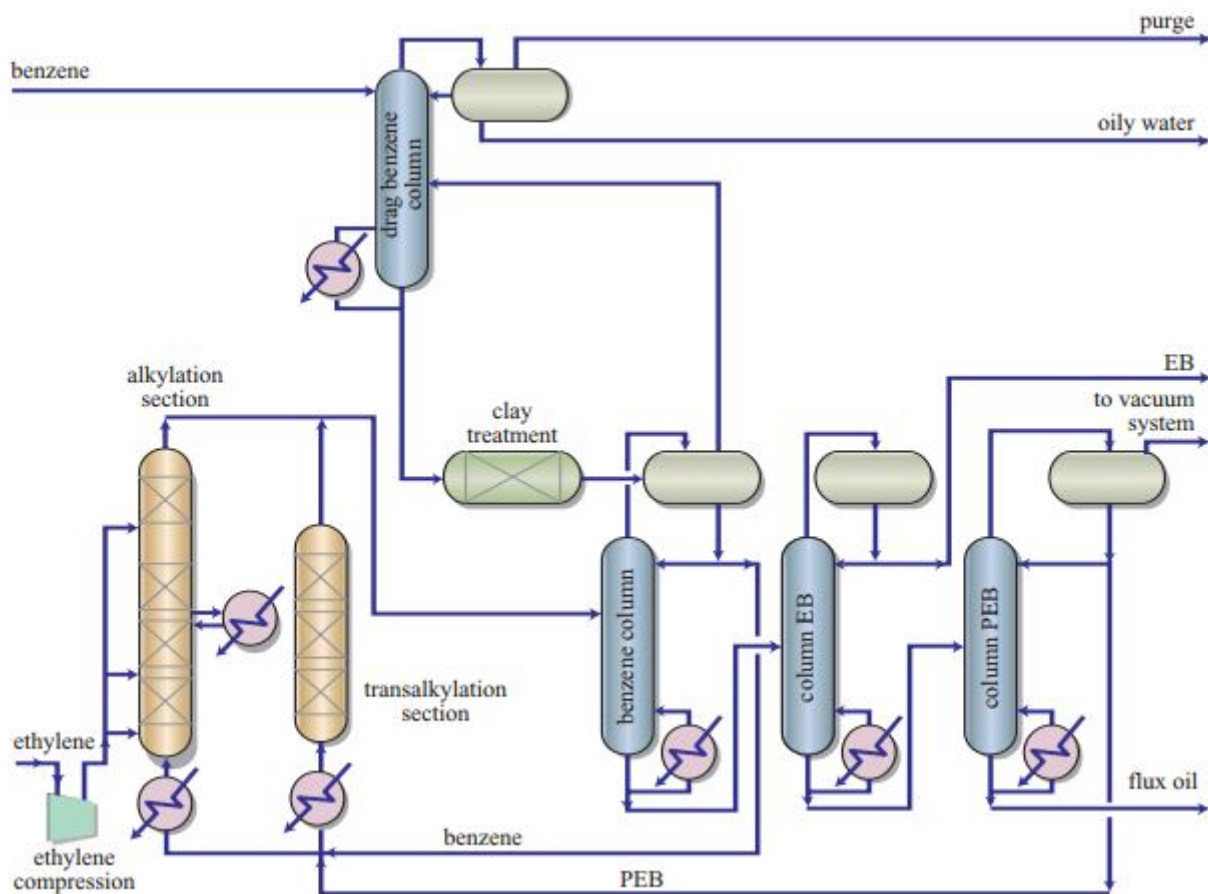 purge
benzene
oily water
drag benzene
column
EB
alkylation
section
to vacuum
system
clay
treatment
benzene column
column EB
column PEB
transalkylation
section
ethylene
flux oil
benzene
ethylene
compression
PEB